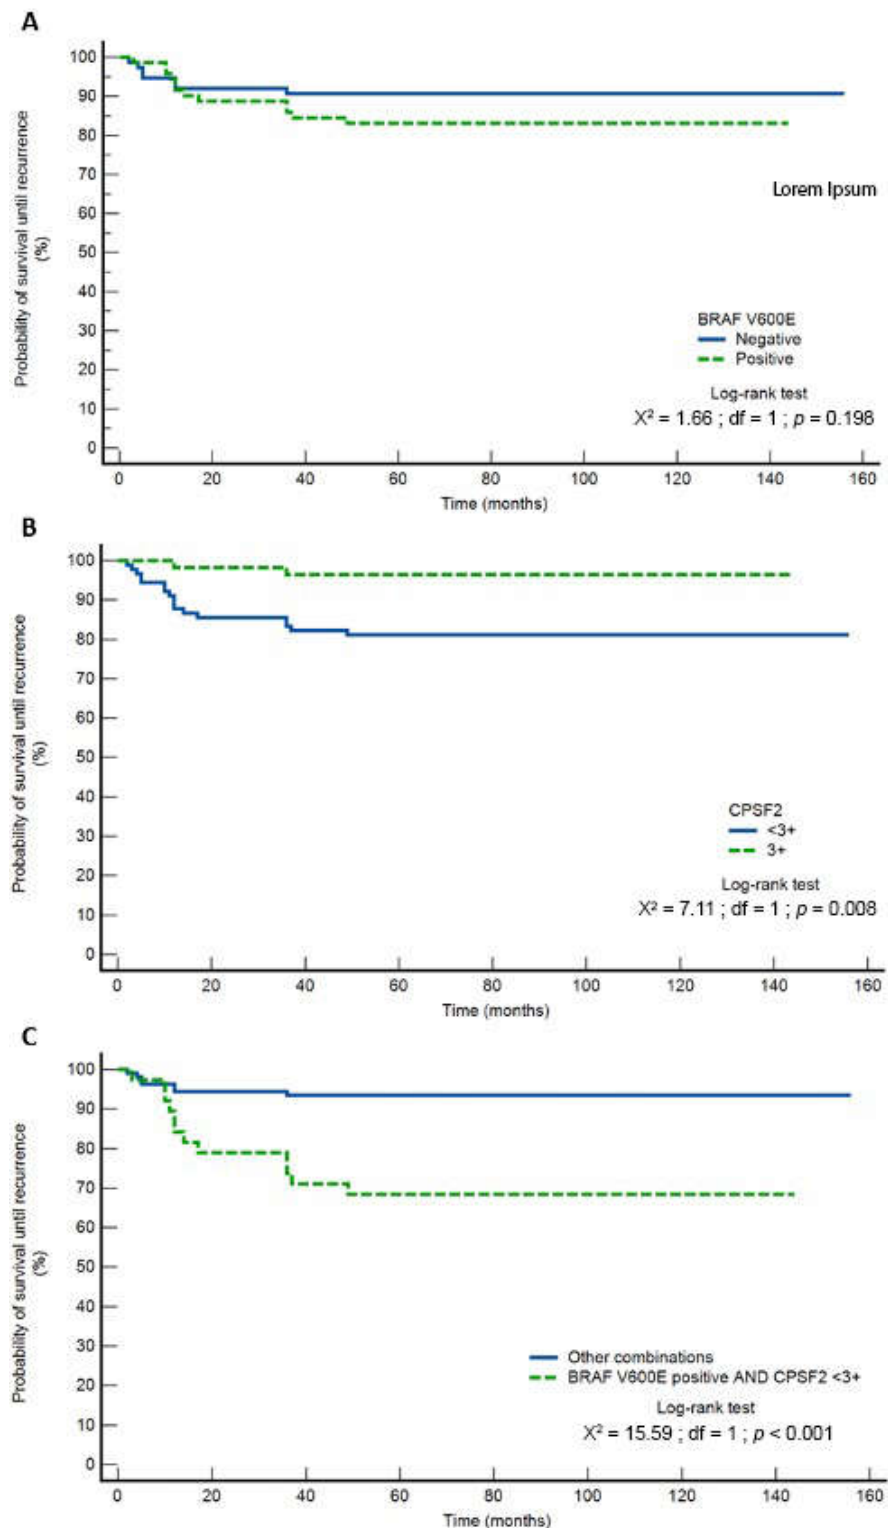 A
Probability of survival until recurrence
(%)
100
90
80
70
60
50
40
30
20
10
0
Lorem Ipsum
BRAF V600E
Negative
Positive
Log-rank test
X² = 1.66 ; df = 1 ; p = 0.198
0 20 40 60 80 100 120 140 160
Time (months)
B
Probability of survival until recurrence
(%)
100
90
80
70
60
50
40
30
20
10
0
CPSF2
<3+
3+
Log-rank test
X² = 7.11 ; df = 1 ; p = 0.008
0 20 40 60 80 100 120 140 160
Time (months)
C
Probability of survival until recurrence
(%)
100
90
80
70
60
50
40
30
20
10
0
Other combinations
BRAF V600E positive AND CPSF2 <3+
Log-rank test
X² = 15.59 ; df = 1 ; p < 0.001
0 20 40 60 80 100 120 140 160
Time (months)